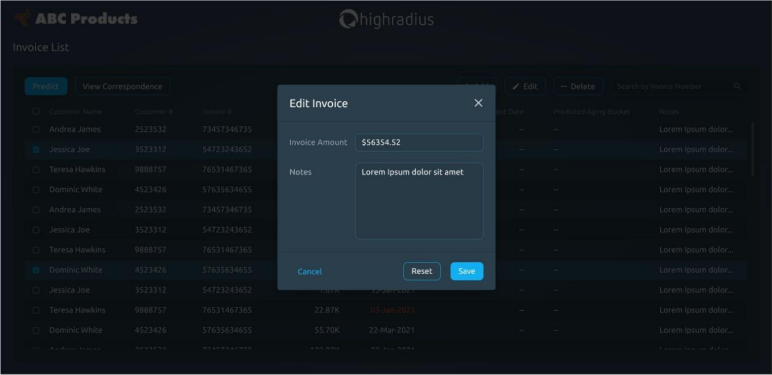 ABC Products
highradius
Invoice List
Predict View Correspondence Edit Delete Search by Invoice Number
Customer Name Customer # Invoice # Predicted Aging Bucket Notes
Andrea James 2523532 73457346735 -- -- Lorem Ipsum dolor...
Jessica Joe 3523312 54723243652 -- -- Lorem Ipsum dolor...
Teresa Hawkins 9888757 76531467365 -- -- Lorem Ipsum dolor...
Dominic White 4523426 57635634655 -- -- Lorem Ipsum dolor...
Andrea James 2523532 73457346735 -- -- Lorem Ipsum dolor...
Jessica Joe 3523312 54723243652 -- -- Lorem Ipsum dolor...
Teresa Hawkins 9888757 76531467365 -- -- Lorem Ipsum dolor...
Dominic White 4523426 57635634655 -- -- Lorem Ipsum dolor...
Jessica Joe 3523312 54723243652 -- -- Lorem Ipsum dolor...
Teresa Hawkins 9888757 76531467365 22.87K 03-Jan-2021 -- -- Lorem Ipsum dolor...
Dominic White 4523426 57635634655 55.70K 22-Mar-2021 -- -- Lorem Ipsum dolor...
Edit Invoice
Invoice Amount $56354.52
Notes Lorem Ipsum dolor sit amet
Cancel Reset Save